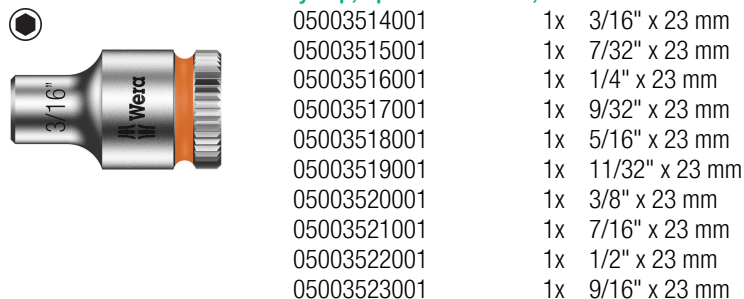 05003514001 1x 3/16" x 23 mm
05003515001 1x 7/32" x 23 mm
05003516001 1x 1/4" x 23 mm
05003517001 1x 9/32" x 23 mm
05003518001 1x 5/16" x 23 mm
05003519001 1x 11/32" x 23 mm
05003520001 1x 3/8" x 23 mm
05003521001 1x 7/16" x 23 mm
05003522001 1x 1/2" x 23 mm
05003523001 1x 9/16" x 23 mm
3/16"
Wera